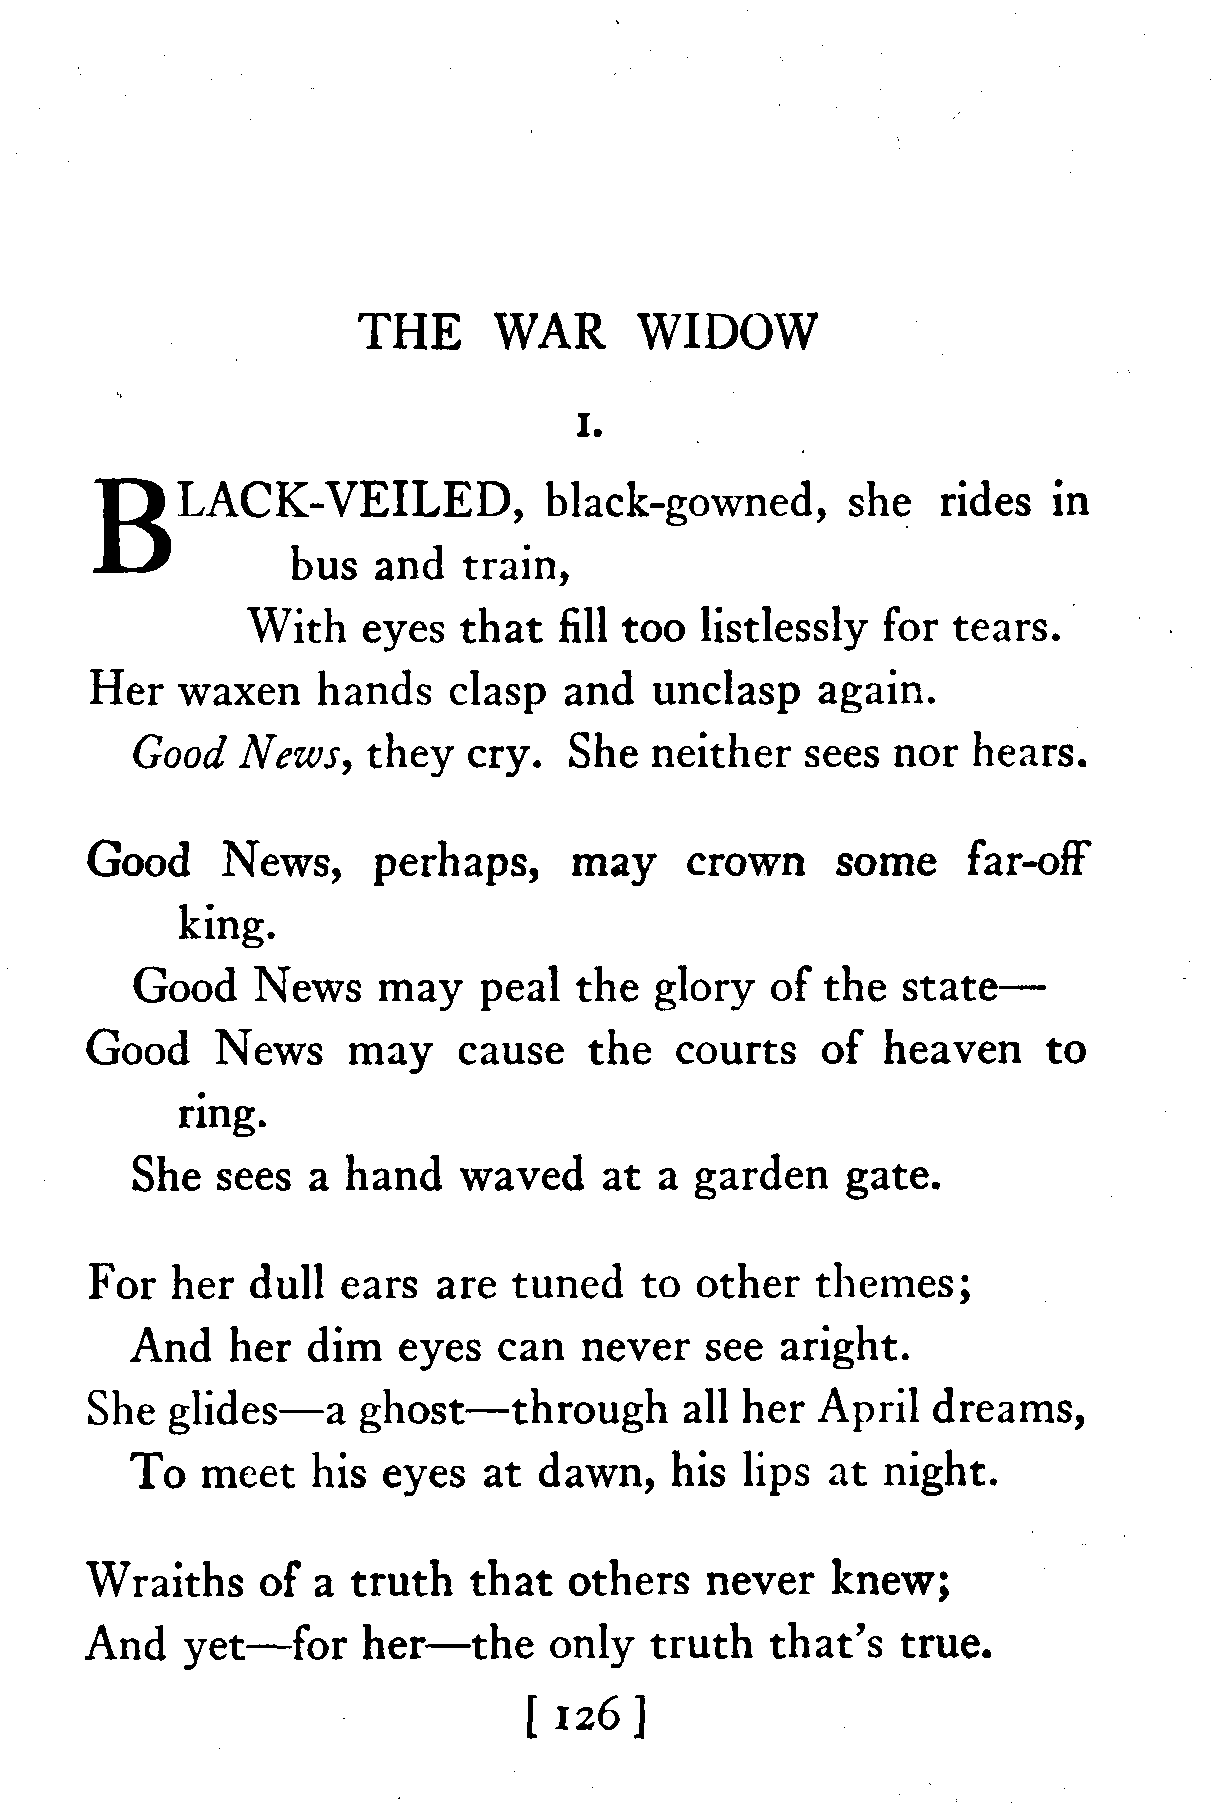 THE WAR WIDOW
I.
BLACK-VEILED, black-gowned, she rides in
bus and train,
With eyes that fill too listlessly for tears.
Her waxen hands clasp and unclasp again.
Good News, they cry. She neither sees nor hears.
Good News, perhaps, may crown some far-off
king.
Good News may peal the glory of the state—
Good News may cause the courts of heaven to
ring.
She sees a hand waved at a garden gate.
For her dull ears are tuned to other themes;
And her dim eyes can never see aright.
She glides—a ghost—through all her April dreams,
To meet his eyes at dawn, his lips at night.
Wraiths of a truth that others never knew;
And yet—for her—the only truth that's true.
[ 126 ]